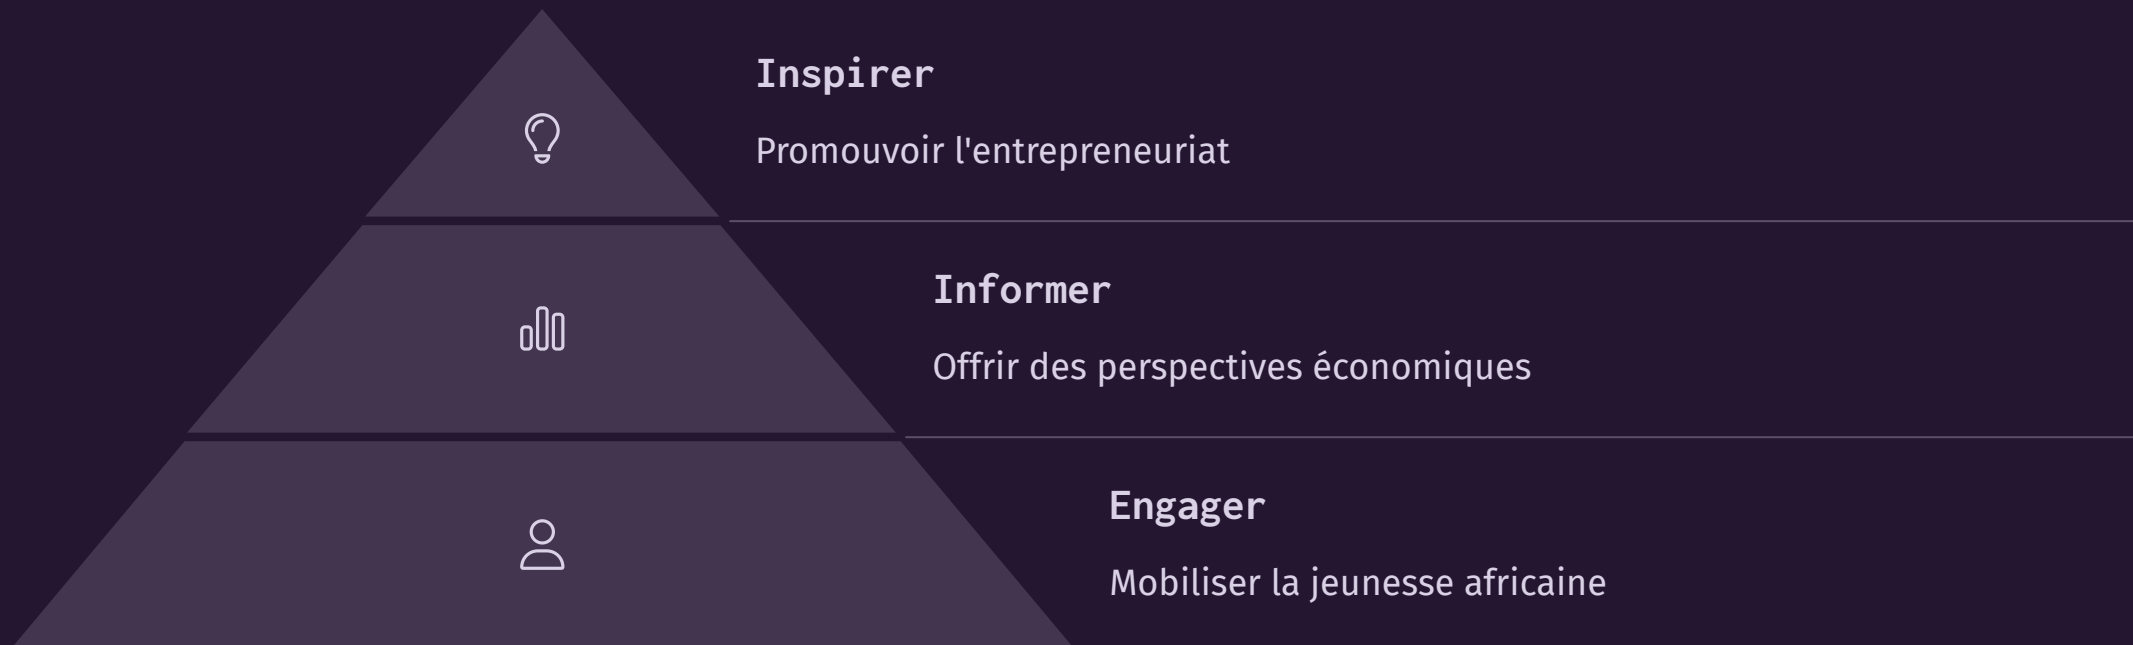 Inspirer
Promouvoir l'entrepreneuriat
Informer
Offrir des perspectives économiques
Engager
Mobiliser la jeunesse africaine